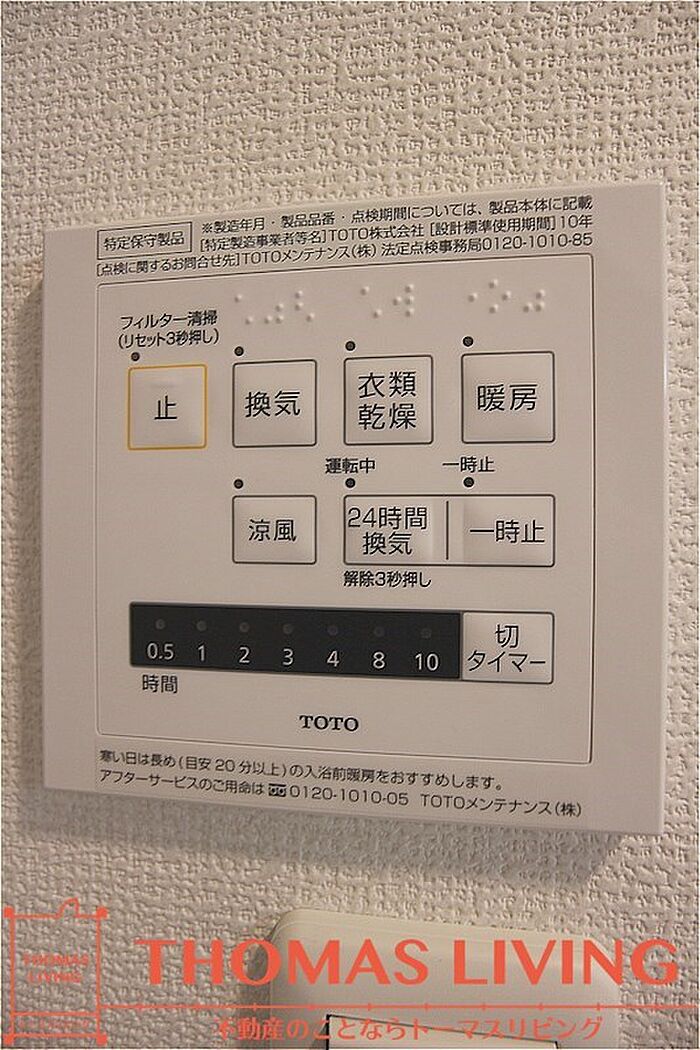 特定保守製品
※製造年月・製品品番・点検期間については、製品本体に記載
[特定製造事業者等名]TOTO株式会社 [設計標準使用期間]10年
[点検に関するお問合せ先]TOTOメンテナンス(株) 法定点検事務局0120-1010-85
フィルター清掃
(リセット3秒押し)
止
換気
衣類
乾燥
暖房
運転中
一時止
涼風
24時間
換気
一時止
解除3秒押し
0.5 1 2 3 4 8 10
切
タイマー
時間
TOTO
寒い日は長め(目安20分以上)の入浴前暖房をおすすめします。
アフターサービスのご用命は 0120-1010-05 TOTOメンテナンス(株)
THOMAS
LIVING
THOMAS LIVING
不動産のことならトーマスリビング